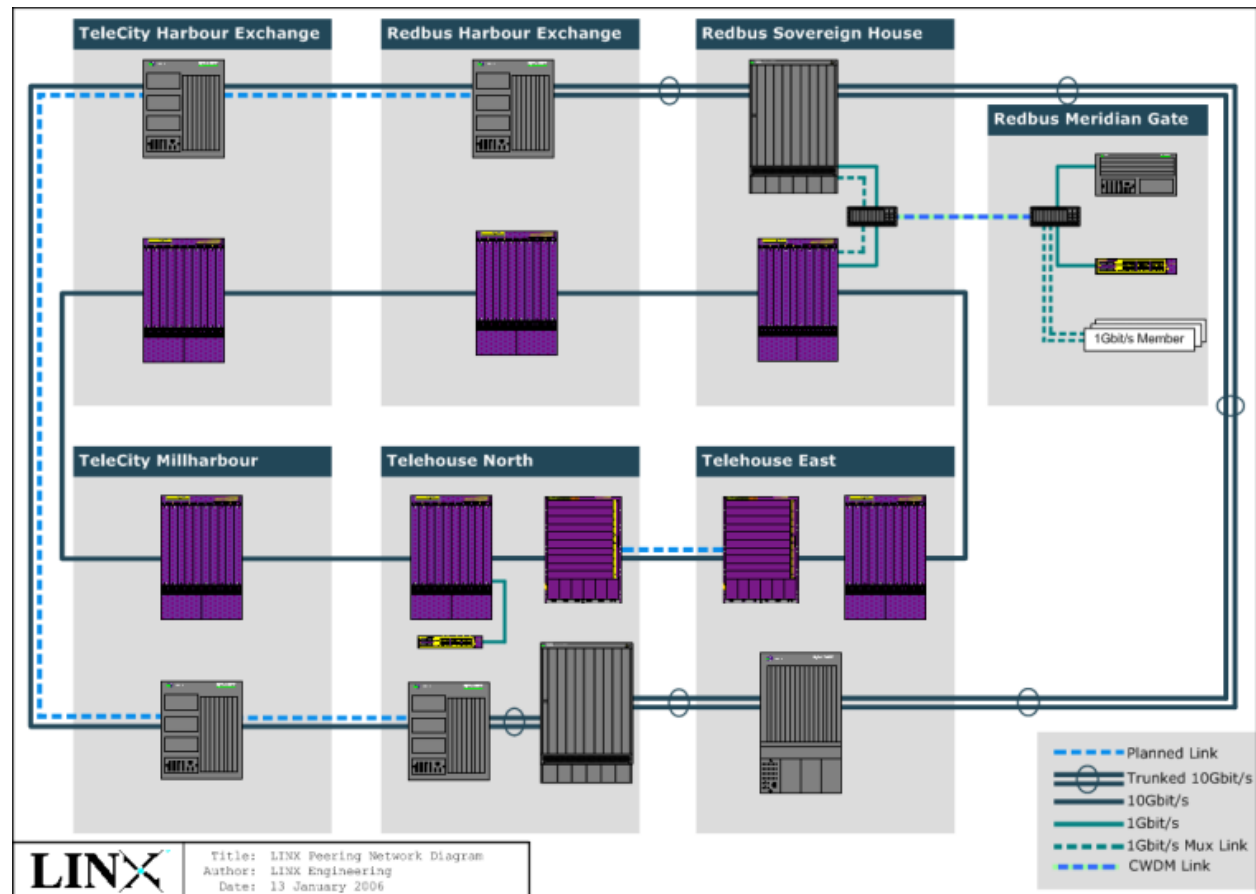 TeleCity Harbour Exchange
Redbus Harbour Exchange
Redbus Sovereign House
Redbus Meridian Gate
1Gbit/s Member
TeleCity Millharbour
Telehouse North
Telehouse East
Planned Link
Trunked 10Gbit/s
10Gbit/s
1Gbit/s
1Gbit/s Mux Link
CWDM Link
LINX
Title: LINX Peering Network Diagram
Author: LINX Engineering
Date: 13 January 2006